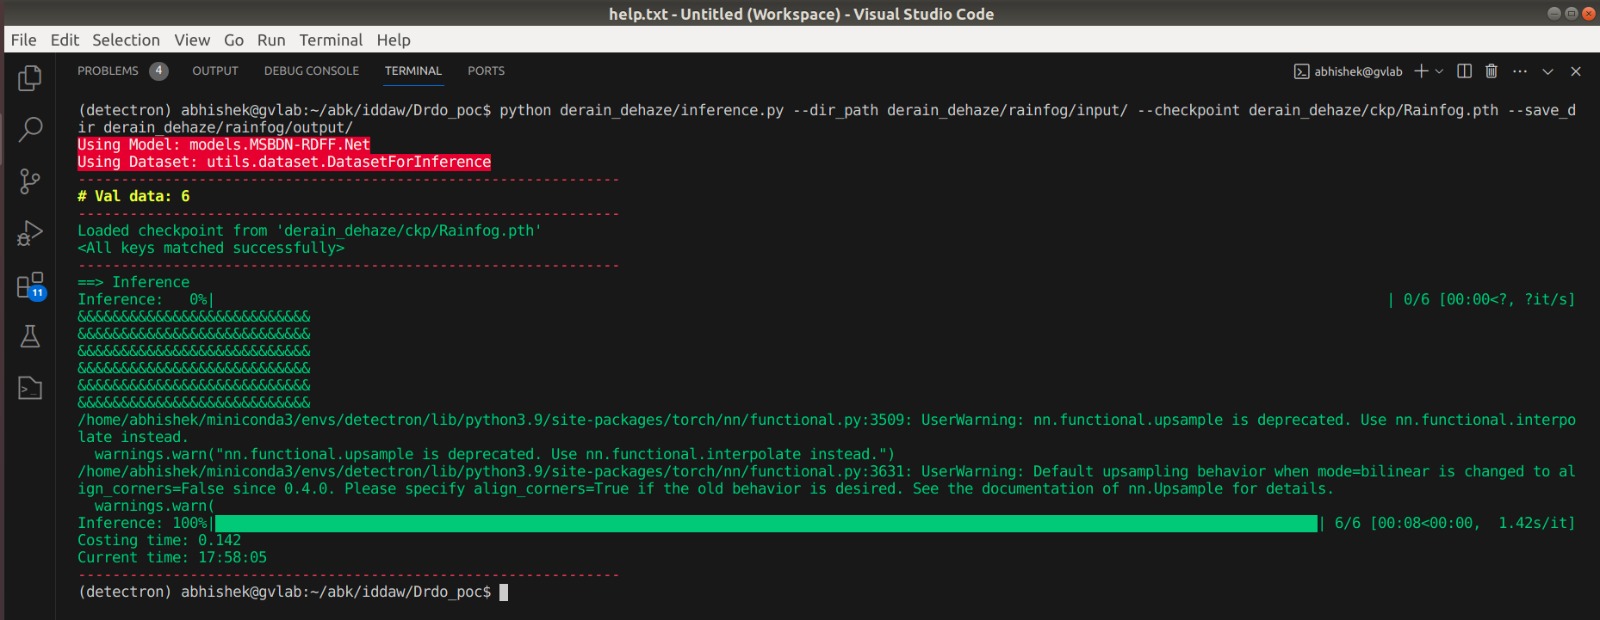 help.txt - Untitled (Workspace) - Visual Studio Code
File Edit Selection View Go Run Terminal Help
PROBLEMS 4 OUTPUT DEBUG CONSOLE TERMINAL PORTS abhishek@gvlab
(detectron) abhishek@gvlab:~/abk/iddaw/Drdo_poc$ python derain_dehaze/inference.py --dir_path derain_dehaze/rainfog/input/ --checkpoint derain_dehaze/ckp/Rainfog.pth --save_d
ir derain_dehaze/rainfog/output/
Using Model: models.MSBDN-RDFF.Net
Using Dataset: utils.dataset.DatasetForInference
---------------------------------------------------------------
# Val data: 6
---------------------------------------------------------------
Loaded checkpoint from 'derain_dehaze/ckp/Rainfog.pth'
<All keys matched successfully>
---------------------------------------------------------------
==> Inference
Inference:   0%| | 0/6 [00:00<?, ?it/s]
&&&&&&&&&&&&&&&&&&&&&&&&&&&
&&&&&&&&&&&&&&&&&&&&&&&&&&&
&&&&&&&&&&&&&&&&&&&&&&&&&&&
&&&&&&&&&&&&&&&&&&&&&&&&&&&
&&&&&&&&&&&&&&&&&&&&&&&&&&&
&&&&&&&&&&&&&&&&&&&&&&&&&&&
/home/abhishek/miniconda3/envs/detectron/lib/python3.9/site-packages/torch/nn/functional.py:3509: UserWarning: nn.functional.upsample is deprecated. Use nn.functional.interpo
late instead.
  warnings.warn("nn.functional.upsample is deprecated. Use nn.functional.interpolate instead.")
/home/abhishek/miniconda3/envs/detectron/lib/python3.9/site-packages/torch/nn/functional.py:3631: UserWarning: Default upsampling behavior when mode=bilinear is changed to al
ign_corners=False since 0.4.0. Please specify align_corners=True if the old behavior is desired. See the documentation of nn.Upsample for details.
  warnings.warn(
Inference: 100%| | 6/6 [00:08<00:00,  1.42s/it]
Costing time: 0.142
Current time: 17:58:05
---------------------------------------------------------------
(detectron) abhishek@gvlab:~/abk/iddaw/Drdo_poc$
11